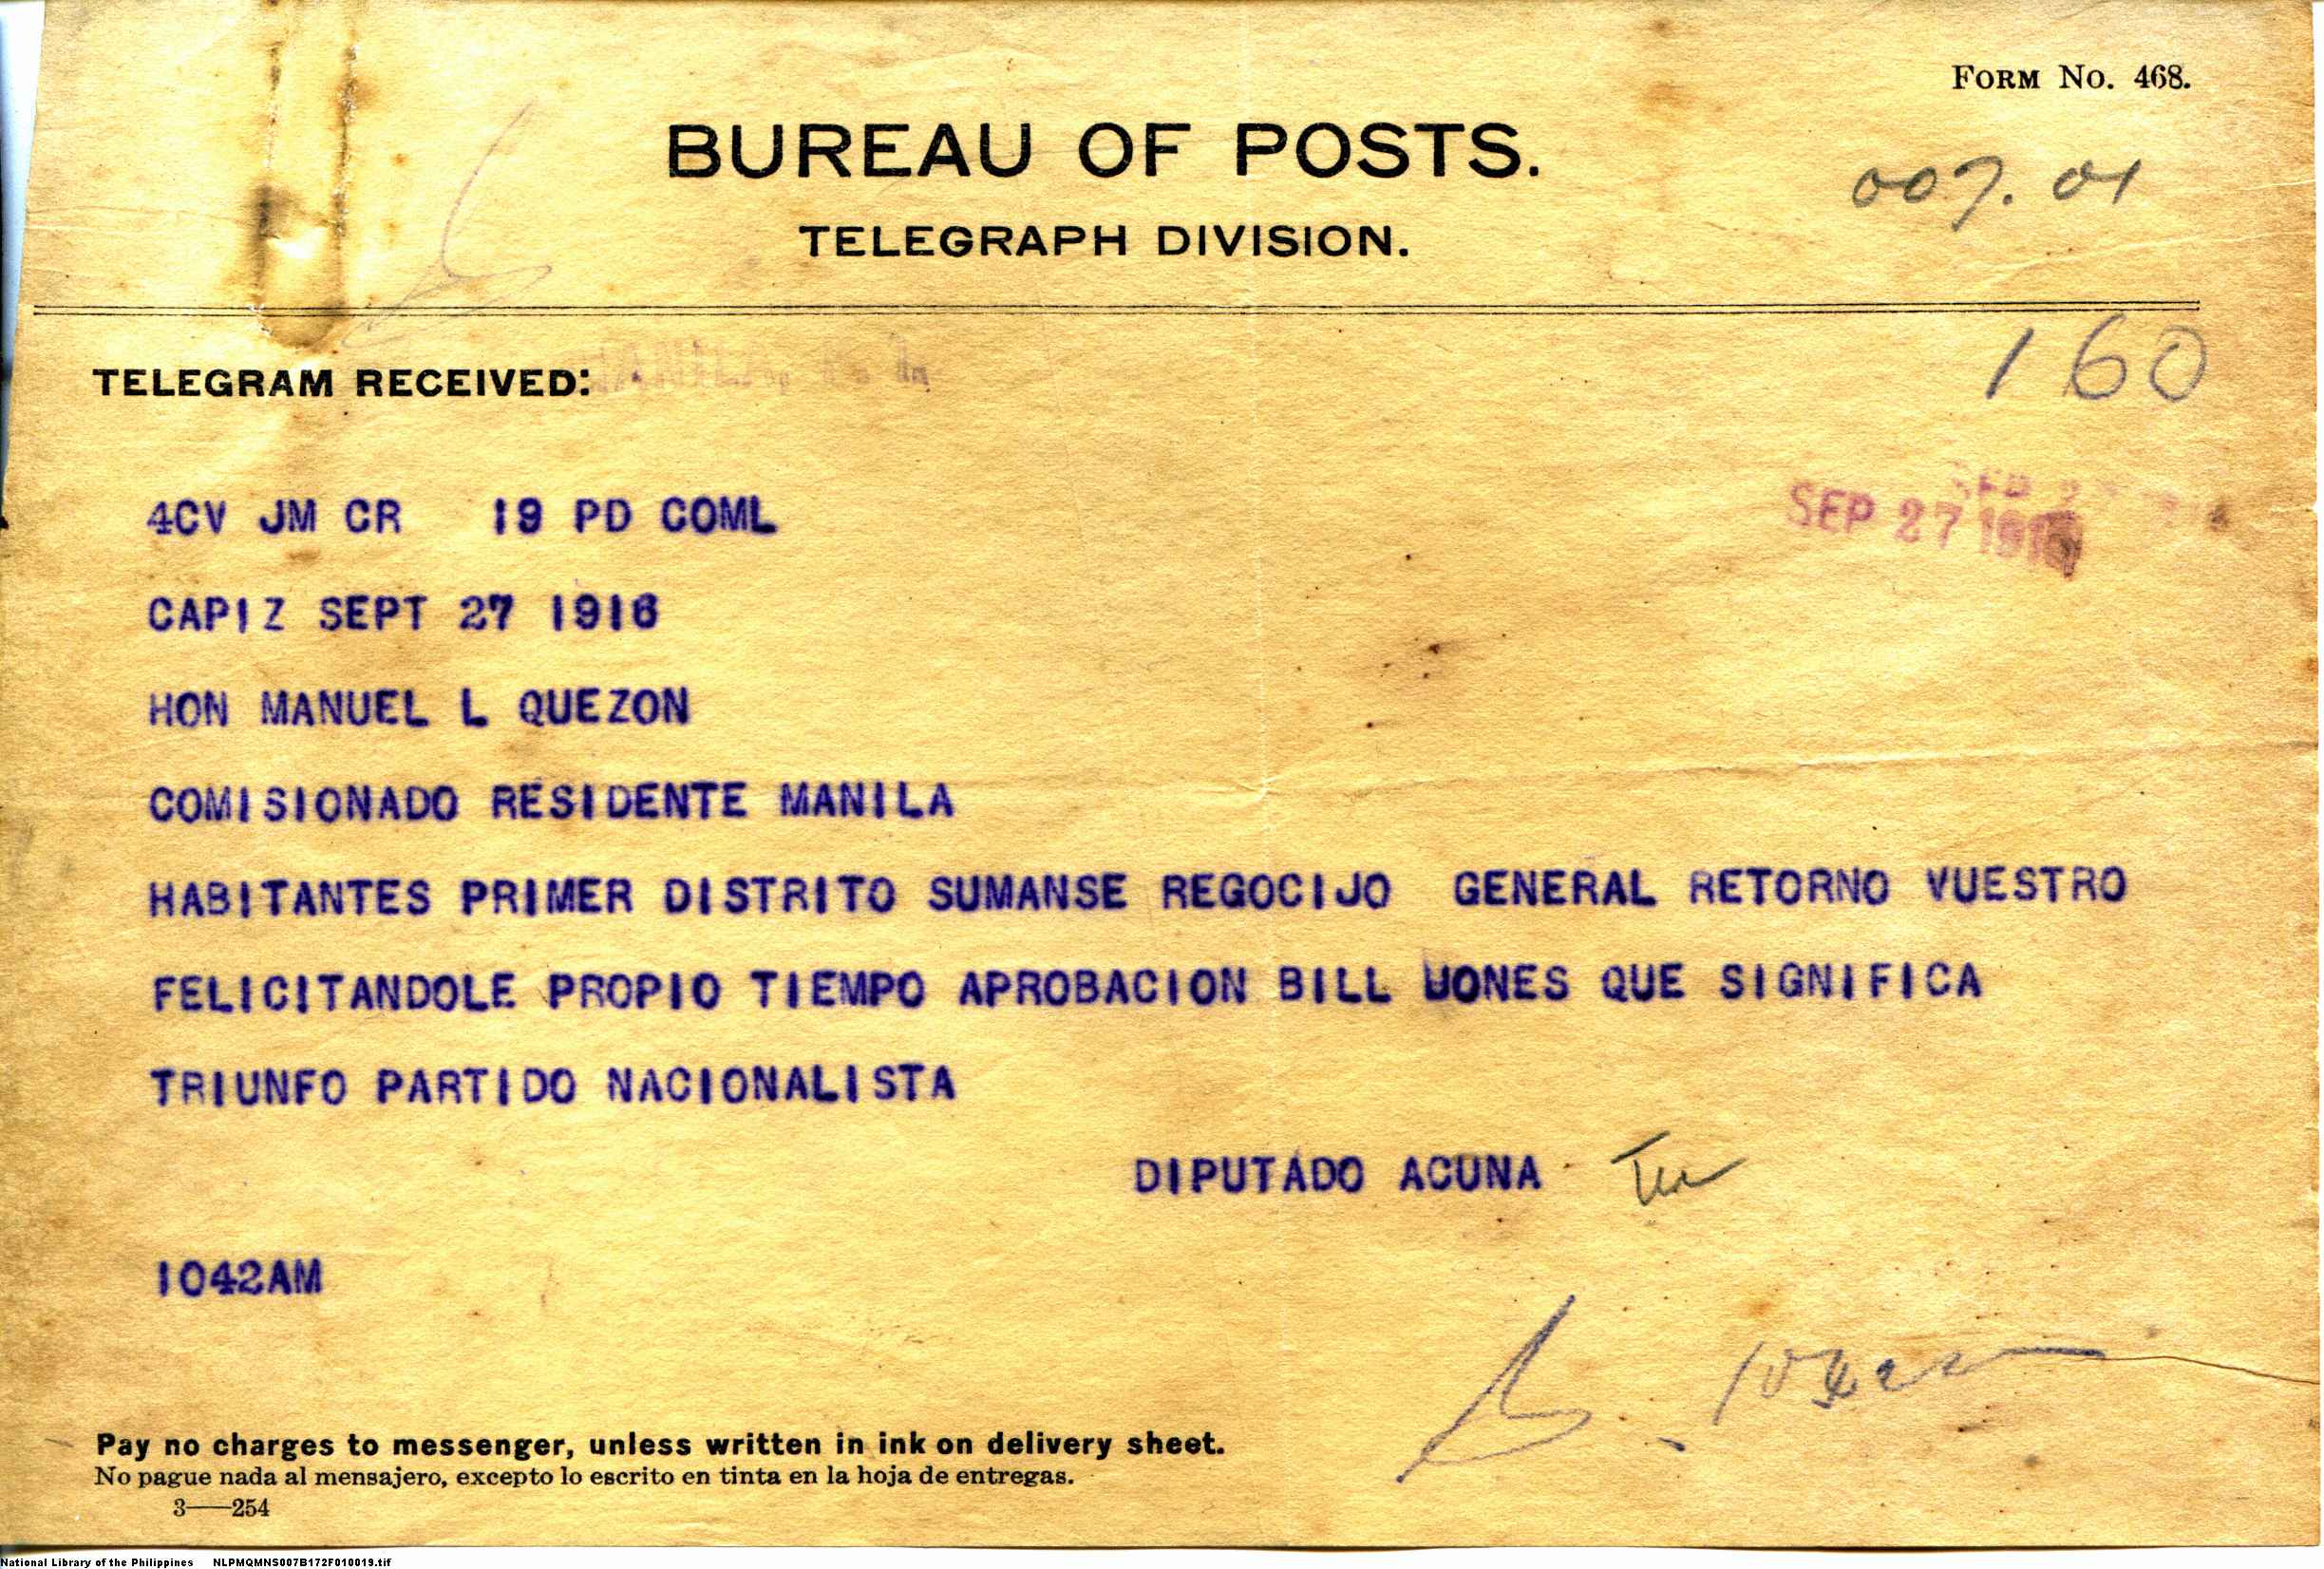 FORM NO. 468.
BUREAU OF POSTS.
007.01
TELEGRAPH DIVISION.
160
TELEGRAM RECEIVED:
SEP 27 1916
4CV JM CR 19 PD COML
CAPIZ SEPT 27 1916
HON MANUEL L QUEZON
COMISIONADO RESIDENTE MANILA
HABITANTES PRIMER DISTRITO SUMANSE REGOCIJO GENERAL RETORNO VUESTRO
FELICITANDOLE PROPIO TIEMPO APROBACION BILL JONES QUE SIGNIFICA
TRIUNFO PARTIDO NACIONALISTA
DIPUTADO ACUNA
1042AM
Pay no charges to messenger, unless written in ink on delivery sheet.
No pague nada al mensajero, excepto lo escrito en tinta en la hoja de entregas.
3——254
National Library of the Philippines NLPMQMNS007B172F010019.tif